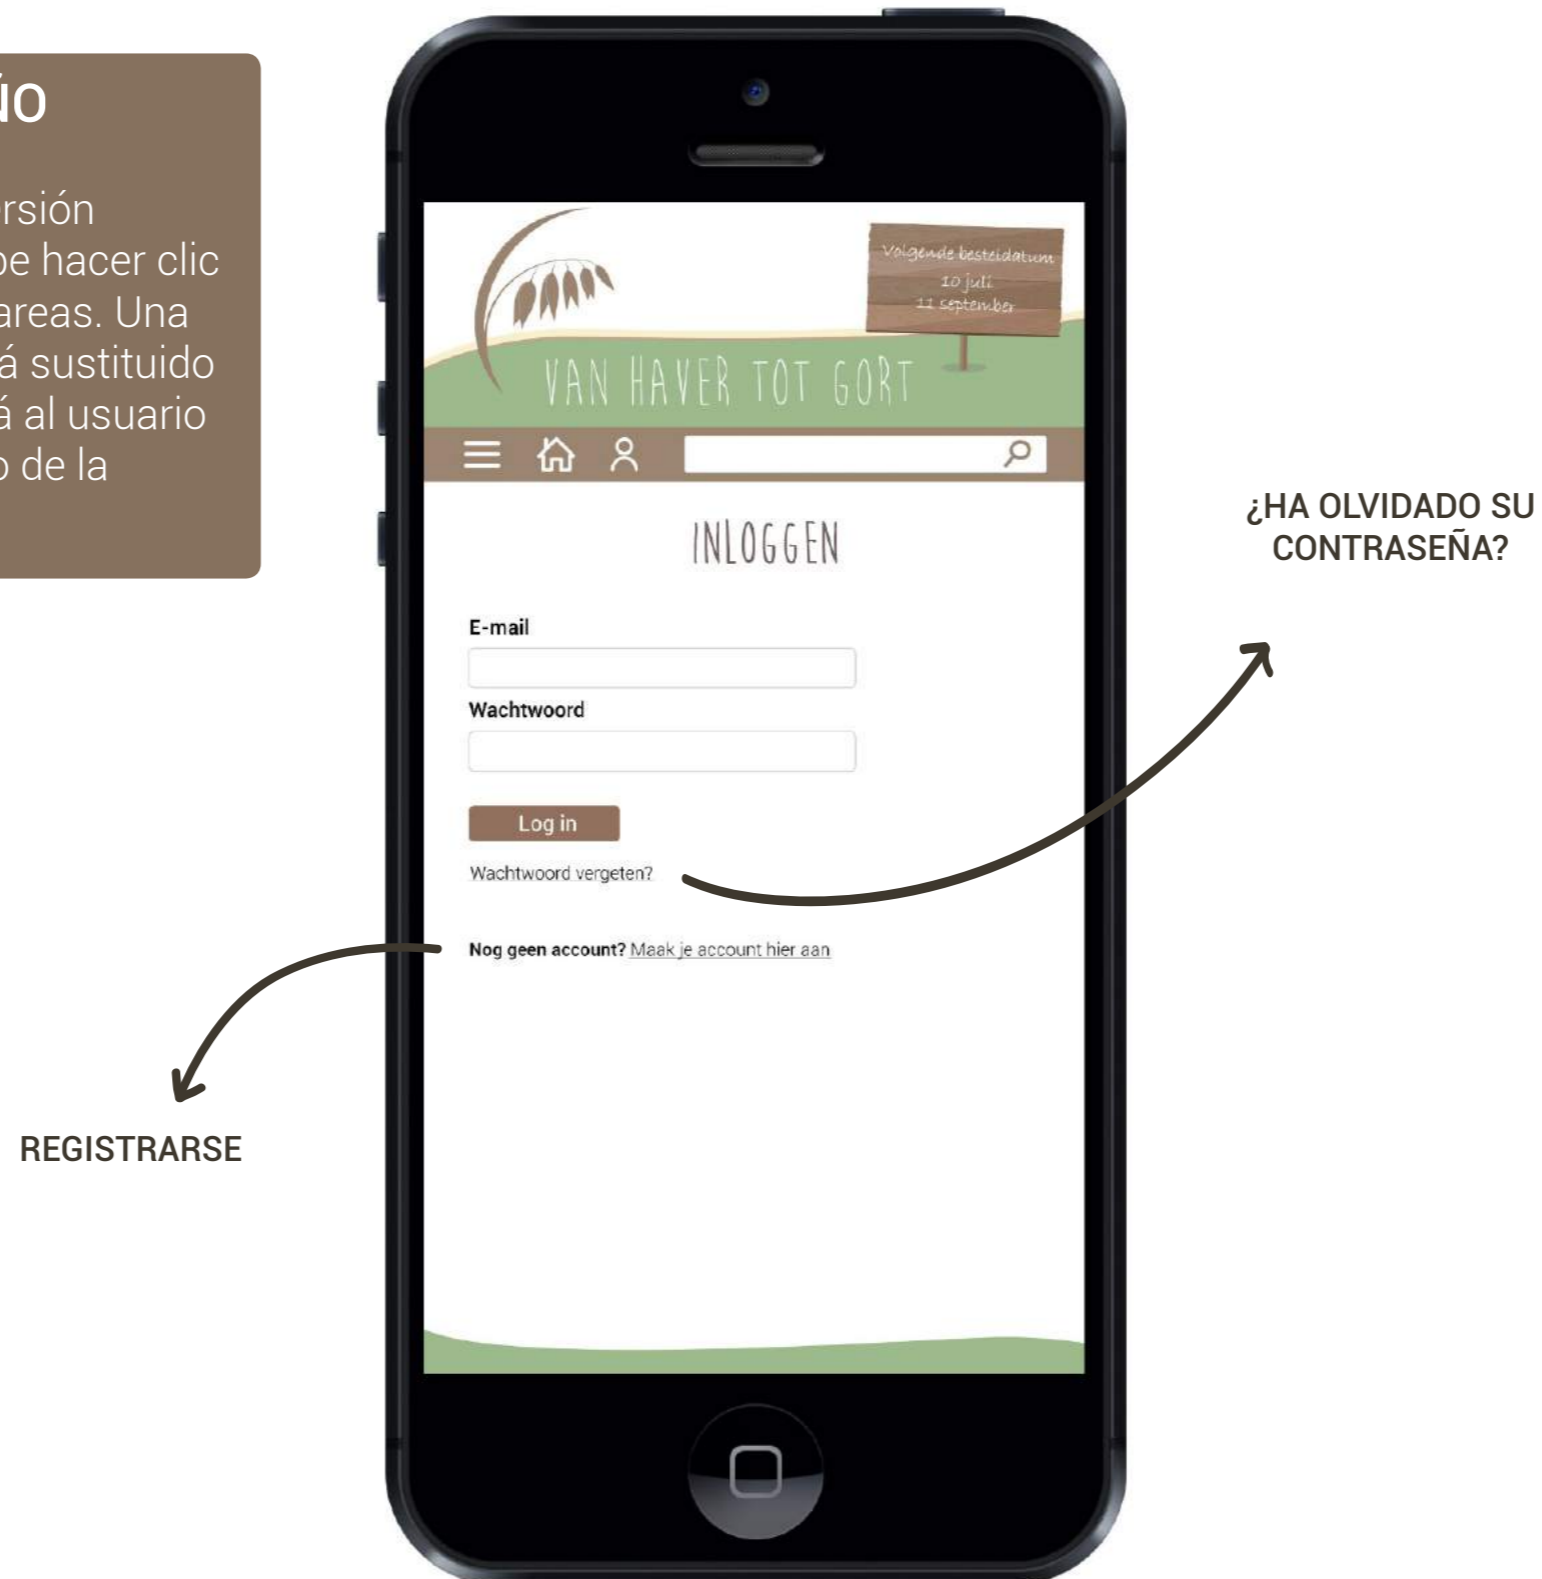 ÑO
rsión
be hacer clic
areas. Una
á sustituido
á al usuario
o de la
Volgende besteldatum
10 juli
11 september
VAN HAVER TOT GORT
INLOGGEN
E-mail
Wachtwoord
Log in
Wachtwoord vergeten?
Nog geen account? Maak je account hier aan
¿HA OLVIDADO SU
CONTRASEÑA?
REGISTRARSE